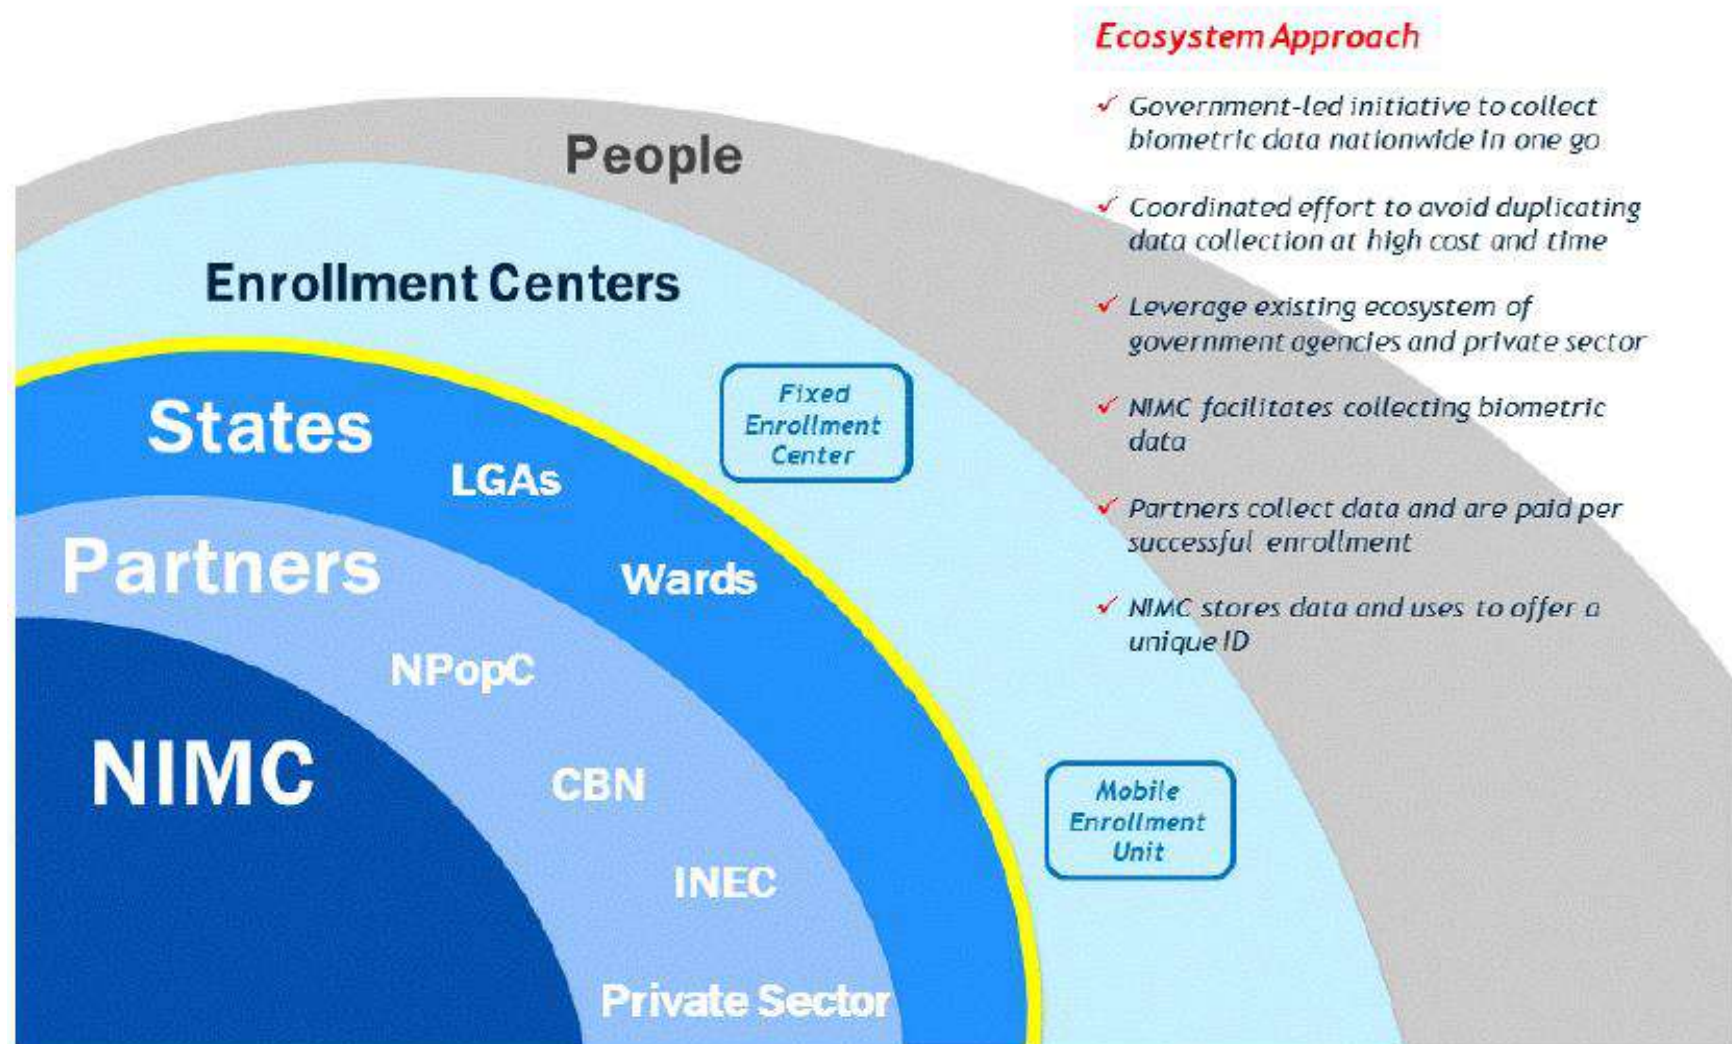 Ecosystem Approach
✓ Government-led initiative to collect
biometric data nationwide in one go
✓ Coordinated effort to avoid duplicating
data collection at high cost and time
✓ Leverage existing ecosystem of
government agencies and private sector
✓ NIMC facilitates collecting biometric
data
✓ Partners collect data and are paid per
successful enrollment
✓ NIMC stores data and uses to offer a
unique ID
People
Enrollment Centers
Fixed
Enrollment
Center
Mobile
Enrollment
Unit
States
LGAs
Wards
Partners
NPopC
CBN
INEC
Private Sector
NIMC